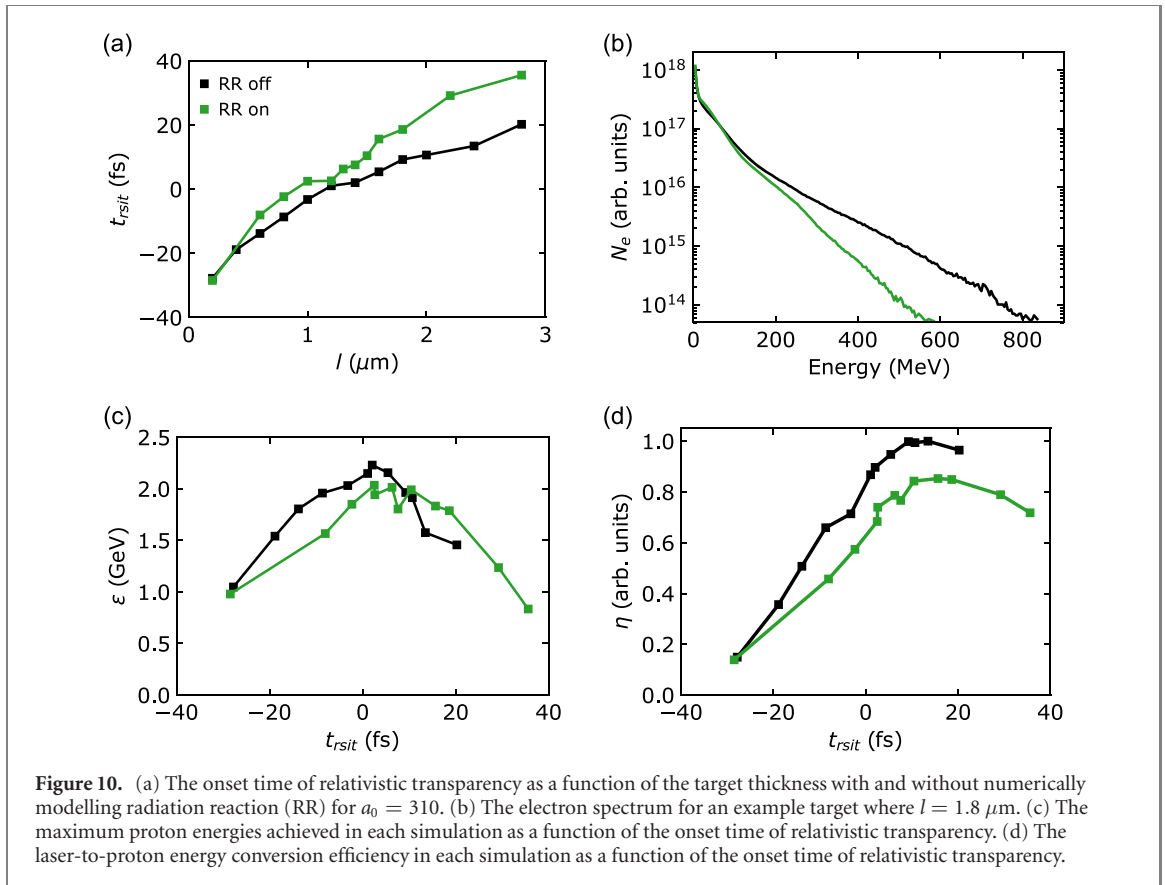 (a)
40
20
0
−20
−40
t_rsit (fs)
RR off
RR on
0
1
2
3
l (μm)
(b)
10^18
10^17
10^16
10^15
10^14
N_e (arb. units)
0
200
400
600
800
Energy (MeV)
(c)
2.5
2.0
1.5
1.0
0.5
0.0
ε (GeV)
−40
−20
0
20
40
t_rsit (fs)
(d)
1.0
0.8
0.6
0.4
0.2
0.0
η (arb. units)
−40
−20
0
20
40
t_rsit (fs)
Figure 10. (a) The onset time of relativistic transparency as a function of the target thickness with and without numerically
modelling radiation reaction (RR) for a_0 = 310. (b) The electron spectrum for an example target where l = 1.8 μm. (c) The
maximum proton energies achieved in each simulation as a function of the onset time of relativistic transparency. (d) The
laser-to-proton energy conversion efficiency in each simulation as a function of the onset time of relativistic transparency.